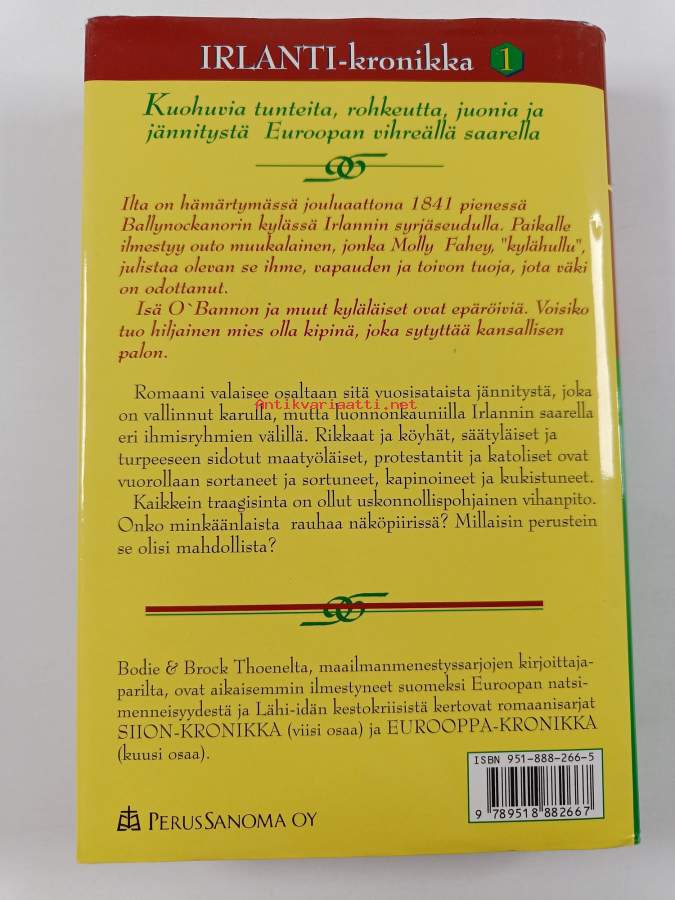 IRLANTI-kronikka 1
Kuohuvia tunteita, rohkeutta, juonia ja
jännitystä Euroopan vihreällä saarella
Ilta on hämärtymässä jouluaattona 1841 pienessä
Ballynockanorin kylässä Irlannin syrjäseudulla. Paikalle
ilmestyy outo muukalainen, jonka Molly Fahey, "kylähullu",
julistaa olevan se ihme, vapauden ja toivon tuoja, jota väki
on odottanut.
Isä O`Bannon ja muut kyläläiset ovat epäröiviä. Voisiko
tuo hiljainen mies olla kipinä, joka sytyttää kansallisen
palon.
Romaani valaisee osaltaan sitä vuosisataista jännitystä, joka
on vallinnut karulla, mutta luonnonkauniilla Irlannin saarella
antikvariaatti.net
eri ihmisryhmien välillä. Rikkaat ja köyhät, säätyläiset ja
turpeeseen sidotut maatyöläiset, protestantit ja katoliset ovat
vuorollaan sortaneet ja sortuneet, kapinoineet ja kukistuneet.
Kaikkein traagisinta on ollut uskonnollispohjainen vihanpito.
Onko minkäänlaista rauhaa näköpiirissä? Millaisin perustein
se olisi mahdollista?
Bodie & Brock Thoenelta, maailmanmenestyssarjojen kirjoittaja-
parilta, ovat aikaisemmin ilmestyneet suomeksi Euroopan natsi-
menneisyydestä ja Lähi-idän kestokriisistä kertovat romaanisarjat
SIION-KRONIKKA (viisi osaa) ja EUROOPPA-KRONIKKA
(kuusi osaa).
ISBN 951-888-266-5
9 789518 882667
PERUSSANOMA OY